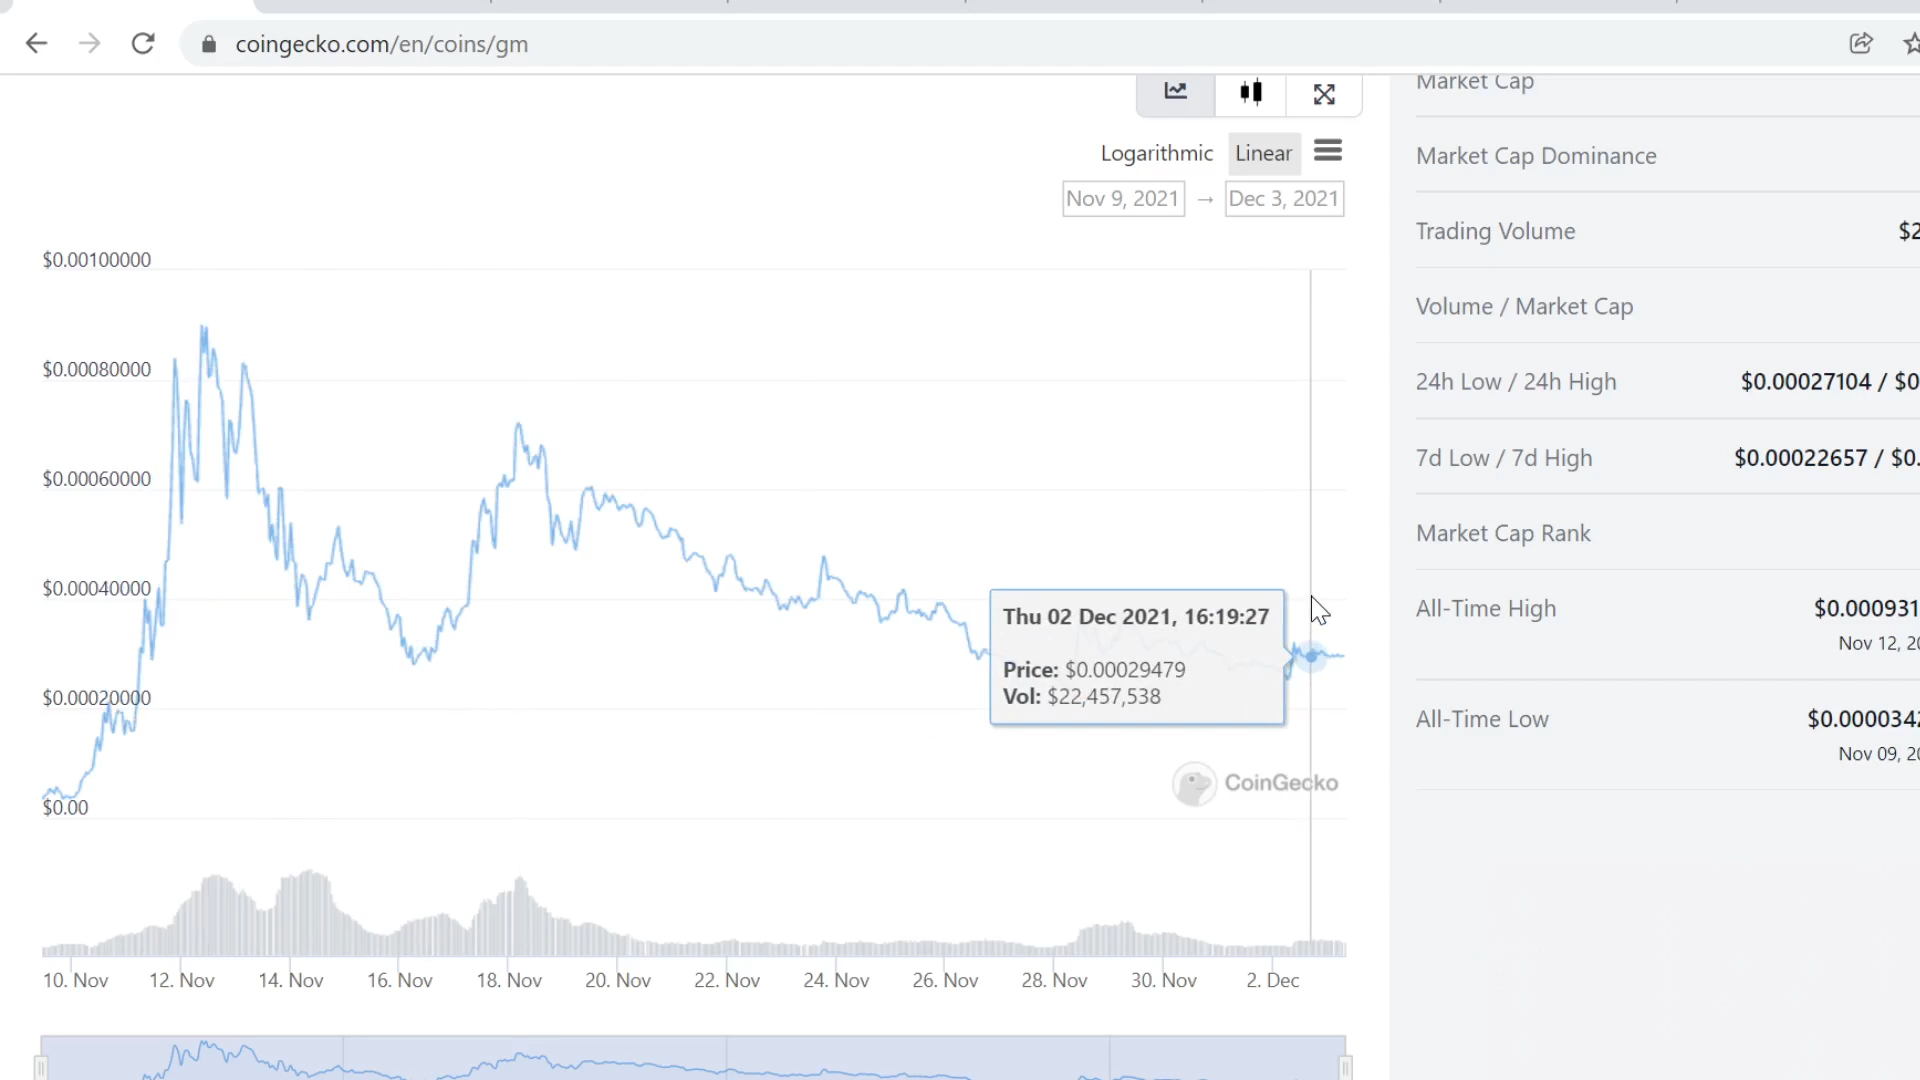 coingecko.com/en/coins/gm
Logarithmic Linear
Nov 9, 2021 → Dec 3, 2021
$0.00100000
$0.00080000
$0.00060000
$0.00040000
$0.00020000
$0.00
Thu 02 Dec 2021, 16:19:27
Price: $0.00029479
Vol: $22,457,538
CoinGecko
10. Nov 12. Nov 14. Nov 16. Nov 18. Nov 20. Nov 22. Nov 24. Nov 26. Nov 28. Nov 30. Nov 2. Dec
Market Cap
Market Cap Dominance
Trading Volume $2
Volume / Market Cap
24h Low / 24h High $0.00027104 / $0
7d Low / 7d High $0.00022657 / $0.
Market Cap Rank
All-Time High $0.000931
Nov 12, 20
All-Time Low $0.0000342
Nov 09, 20